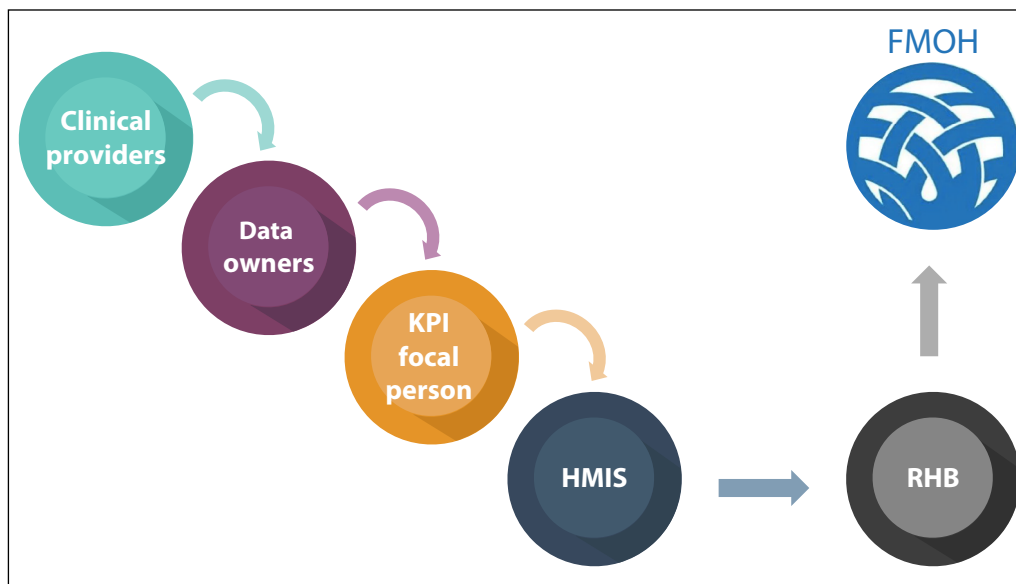 Clinical
providers
Data
owners
KPI
focal
person
HMIS
RHB
FMOH